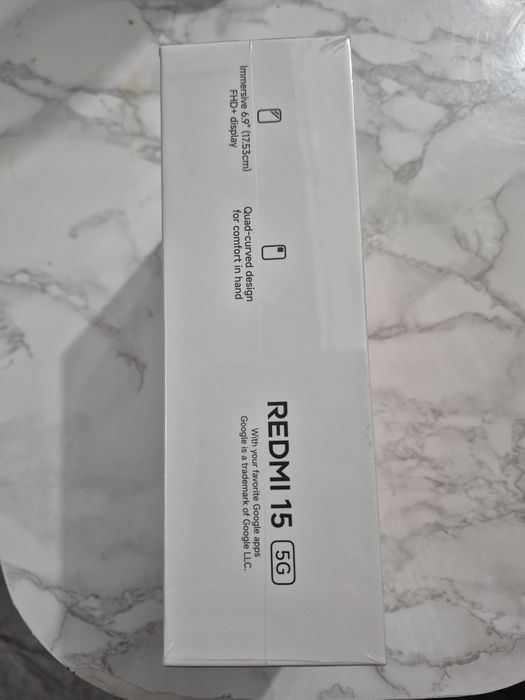 Immersive 6.9" (17.53cm)
FHD+ display
Quad-curved design
for comfort in hand
REDMI 15 5G
With your favorite Google apps
Google is a trademark of Google LLC.